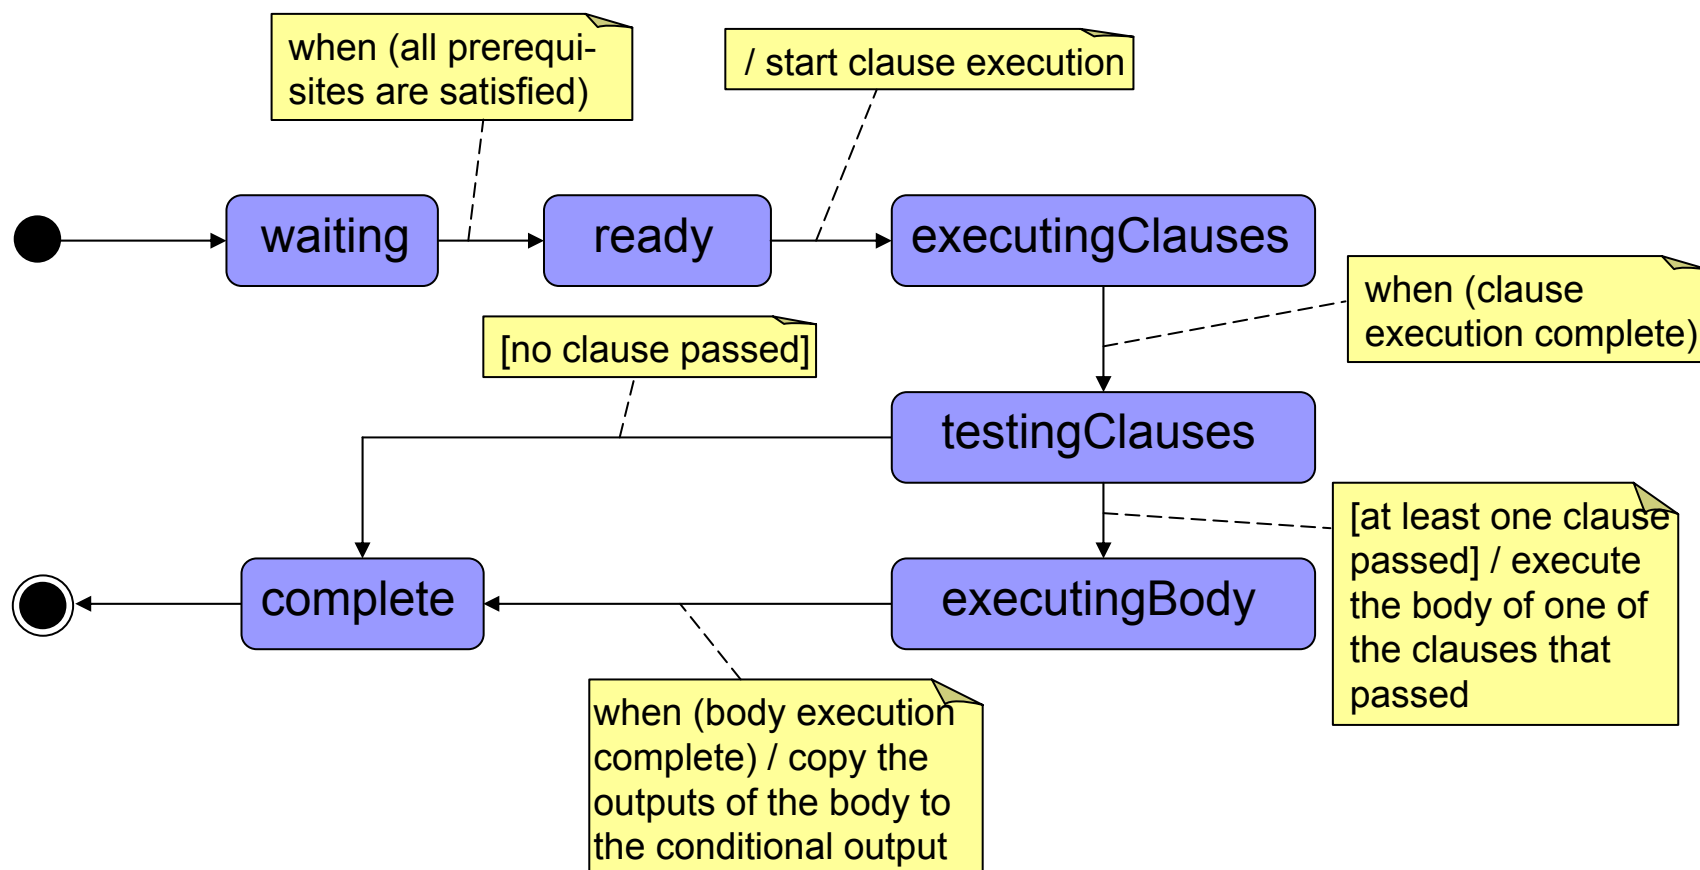 when (all prerequi-
sites are satisfied)
/ start clause execution
waiting
ready
executingClauses
when (clause
execution complete)
[no clause passed]
testingClauses
[at least one clause
passed] / execute
the body of one of
the clauses that
passed
complete
executingBody
when (body execution
complete) / copy the
outputs of the body to
the conditional output